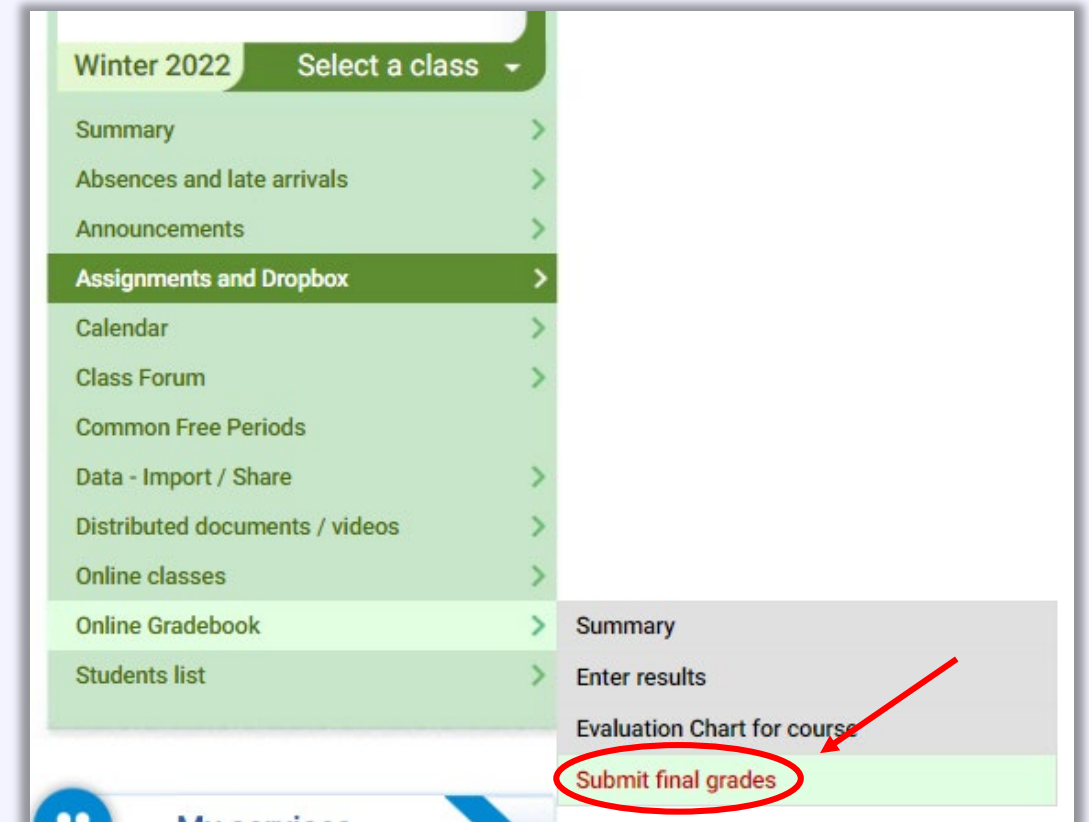 Winter 2022 Select a class
Summary
Absences and late arrivals
Announcements
Assignments and Dropbox
Calendar
Class Forum
Common Free Periods
Data - Import / Share
Distributed documents / videos
Online classes
Online Gradebook
Students list
Summary
Enter results
Evaluation Chart for course
Submit final grades
My services